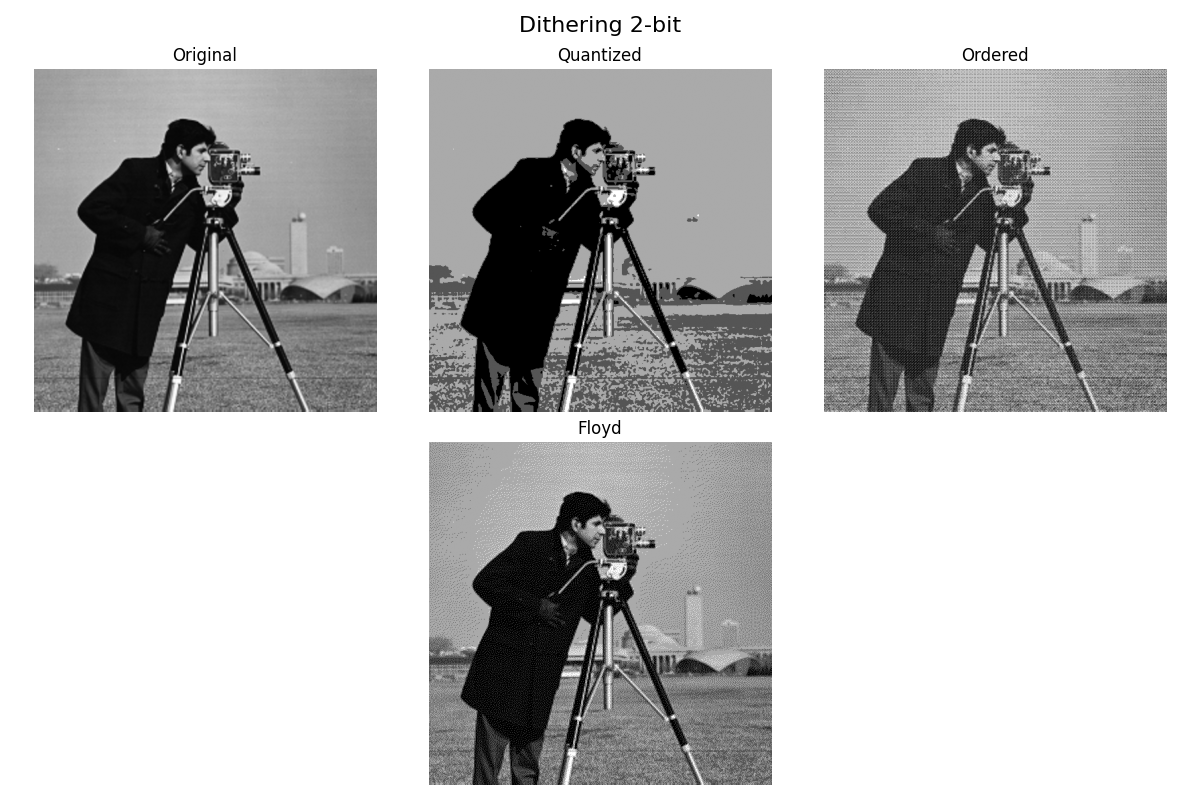 Dithering 2-bit
Original
Quantized
Ordered
Floyd